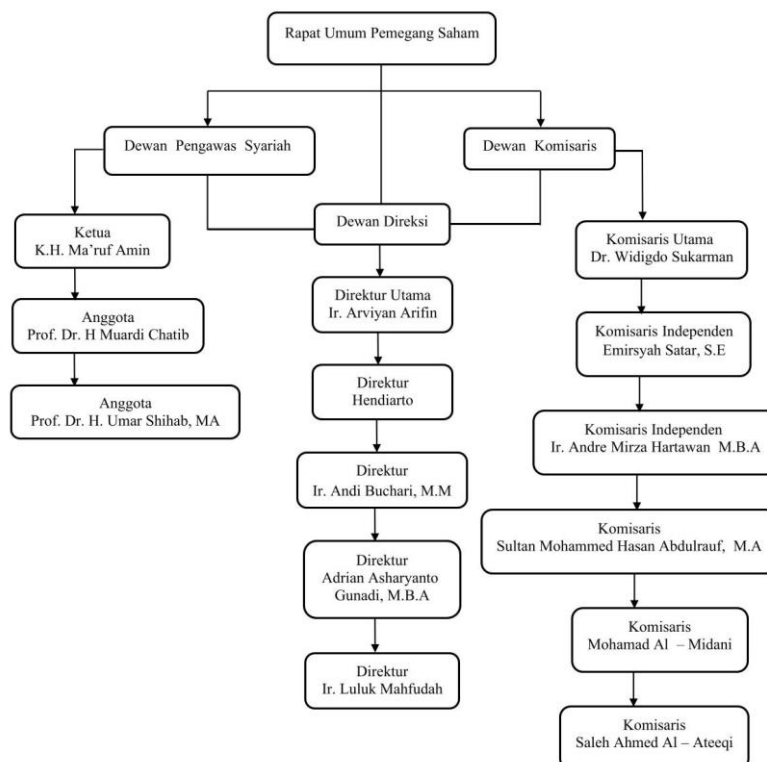 Rapat Umum Pemegang Saham
Dewan Pengawas Syariah
Dewan Komisaris
Dewan Direksi
Ketua
K.H. Ma’ruf Amin
Anggota
Prof. Dr. H Muardi Chatib
Anggota
Prof. Dr. H. Umar Shihab, MA
Direktur Utama
Ir. Arviyan Arifin
Direktur
Hendiarto
Direktur
Ir. Andi Buchari, M.M
Direktur
Adrian Asharyanto
Gunadi, M.B.A
Direktur
Ir. Luluk Mahfudah
Komisaris Utama
Dr. Widigdo Sukarman
Komisaris Independen
Emirsyah Satar, S.E
Komisaris Independen
Ir. Andre Mirza Hartawan M.B.A
Komisaris
Sultan Mohammed Hasan Abdulrauf, M.A
Komisaris
Mohamad Al – Midani
Komisaris
Saleh Ahmed Al – Ateeqi